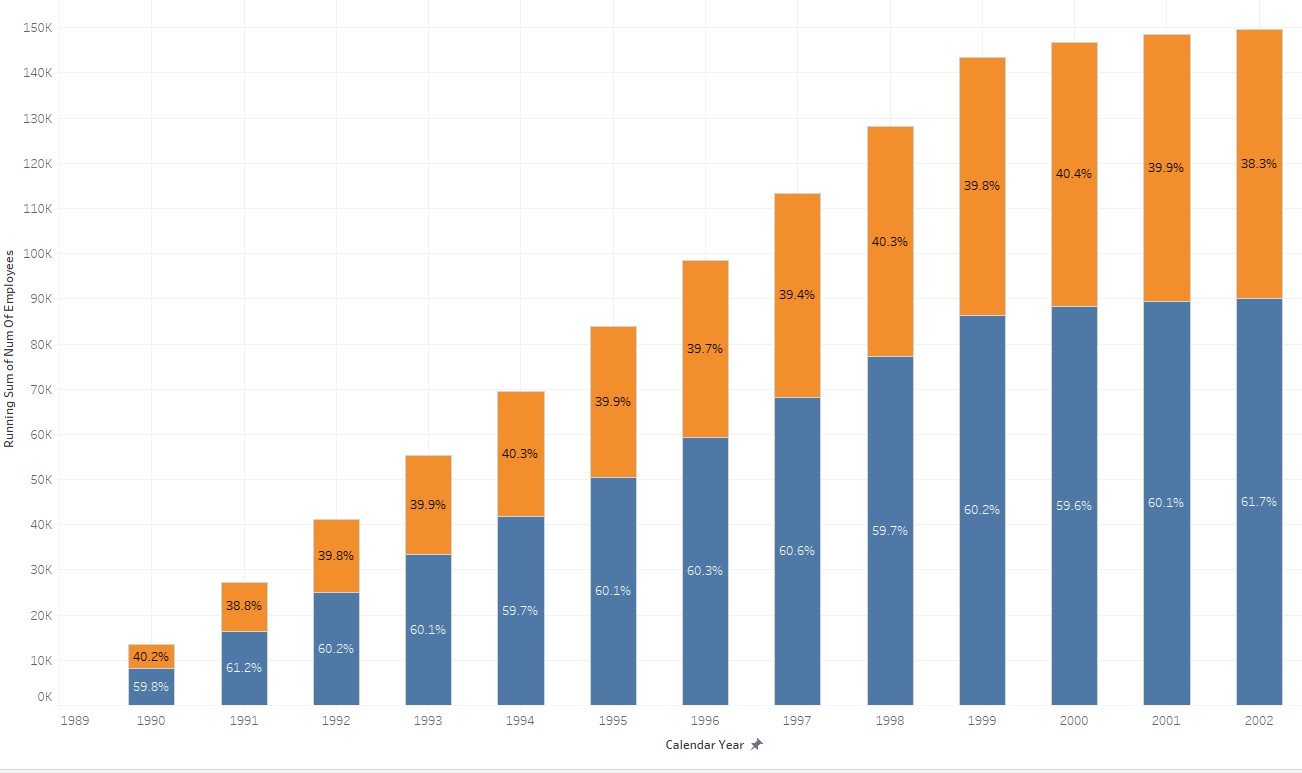 150K
140K
130K
120K
110K
100K
90K
80K
70K
60K
50K
40K
30K
20K
10K
0K
Running Sum of Num Of Employees
40.2%
59.8%
38.8%
61.2%
39.8%
60.2%
39.9%
60.1%
40.3%
59.7%
39.9%
60.1%
39.7%
60.3%
39.4%
60.6%
40.3%
59.7%
39.8%
60.2%
40.4%
59.6%
39.9%
60.1%
38.3%
61.7%
1989 1990 1991 1992 1993 1994 1995 1996 1997 1998 1999 2000 2001 2002
Calendar Year